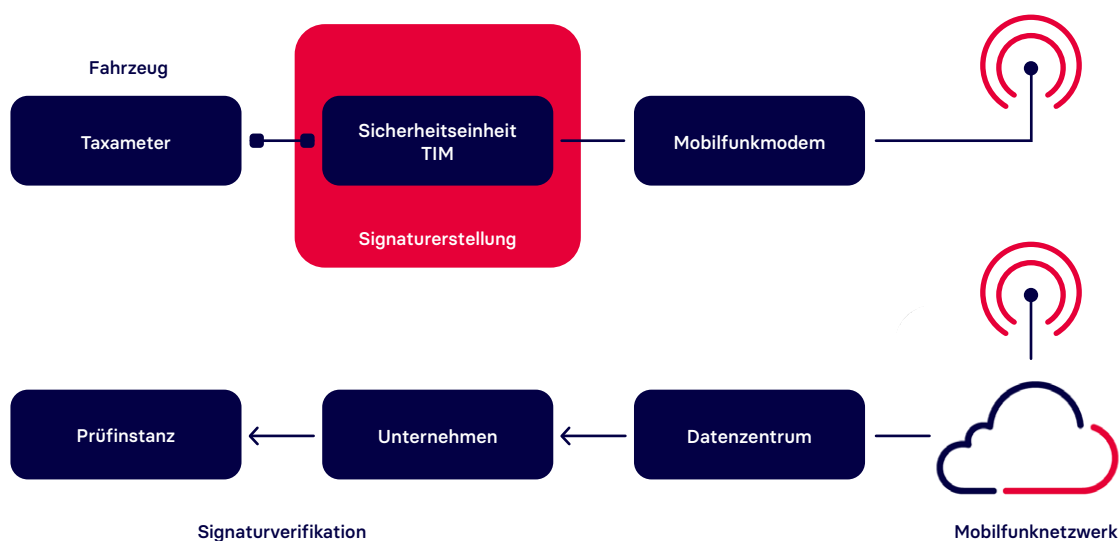 Fahrzeug
Taxameter
Sicherheitseinheit
TIM
Mobilfunkmodem
Signaturerstellung
Prüfinstanz
Unternehmen
Datenzentrum
Signaturverifikation
Mobilfunknetzwerk